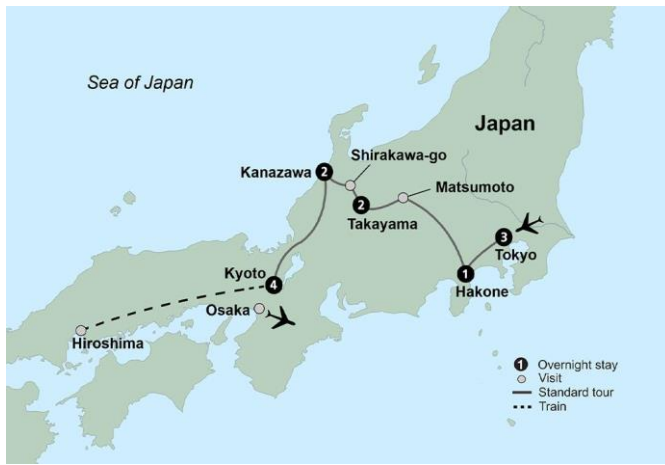 Sea of Japan
Japan
Shirakawa-go
Kanazawa
2
Matsumoto
2
Takayama
3
Tokyo
Kyoto
4
1
Hakone
Osaka
Hiroshima
1 Overnight stay
Visit
Standard tour
Train